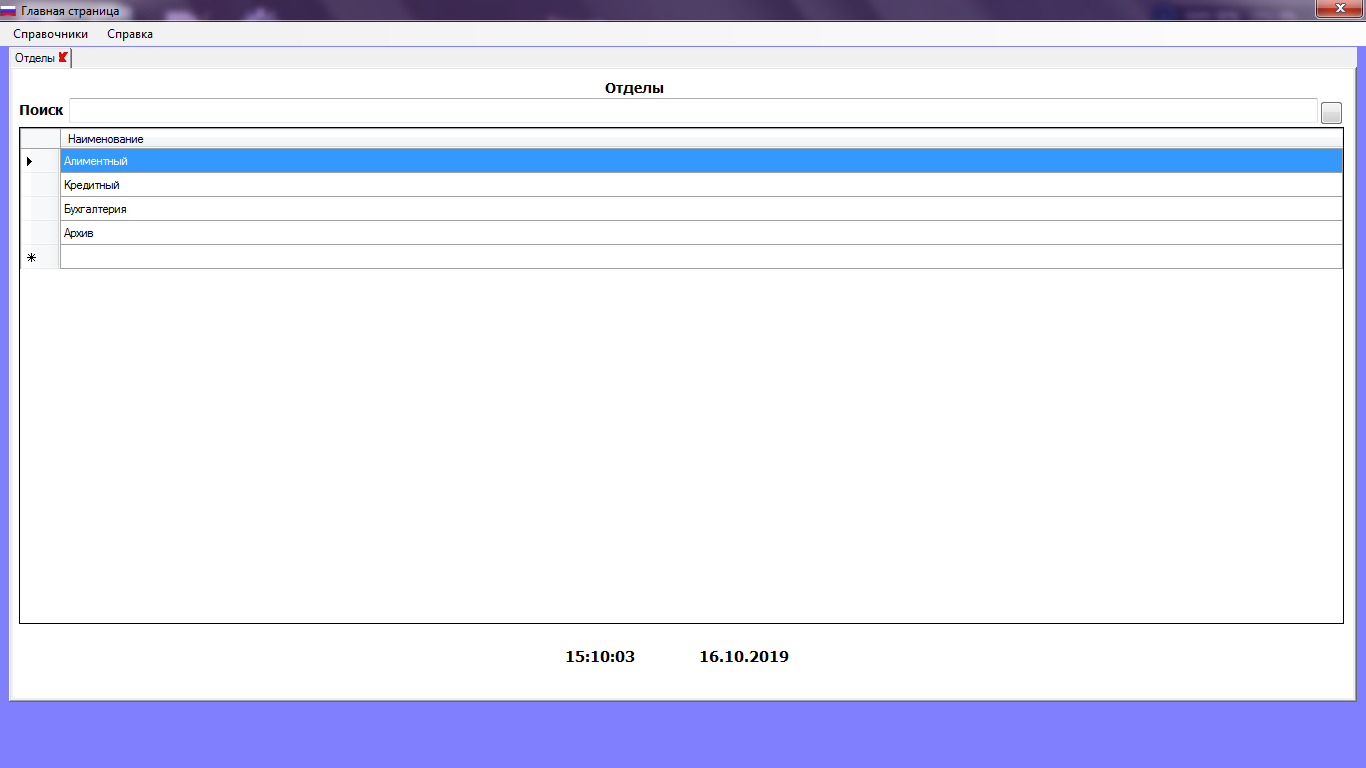 Главная страница
Справочники Справка
Отделы
Отделы
Поиск
Наименование
Алиментный
Кредитный
Бухгалтерия
Архив
15:10:03 16.10.2019